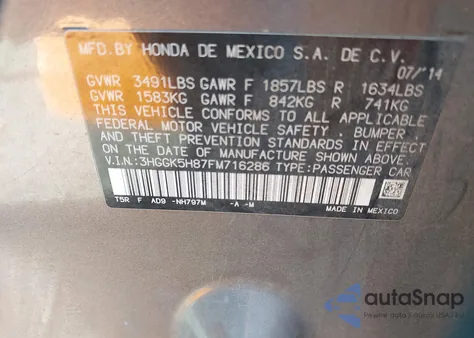 MFD.BY HONDA DE MEXICO S.A. DE C.V.
07/'14
GVWR 3491LBS GAWR F 1857LBS R 1634LBS
GVWR 1583KG GAWR F 842KG R 741KG
THIS VEHICLE CONFORMS TO ALL APPLICABLE
FEDERAL MOTOR VEHICLE SAFETY, BUMPER,
AND THEFT PREVENTION STANDARDS IN EFFECT
ON THE DATE OF MANUFACTURE SHOWN ABOVE.
V.I.N.:3HGGK5H87FM716286 TYPE:PASSENGER CAR
T5R F AD9 -NH797M -A -M
MADE IN MEXICO
autoSnap